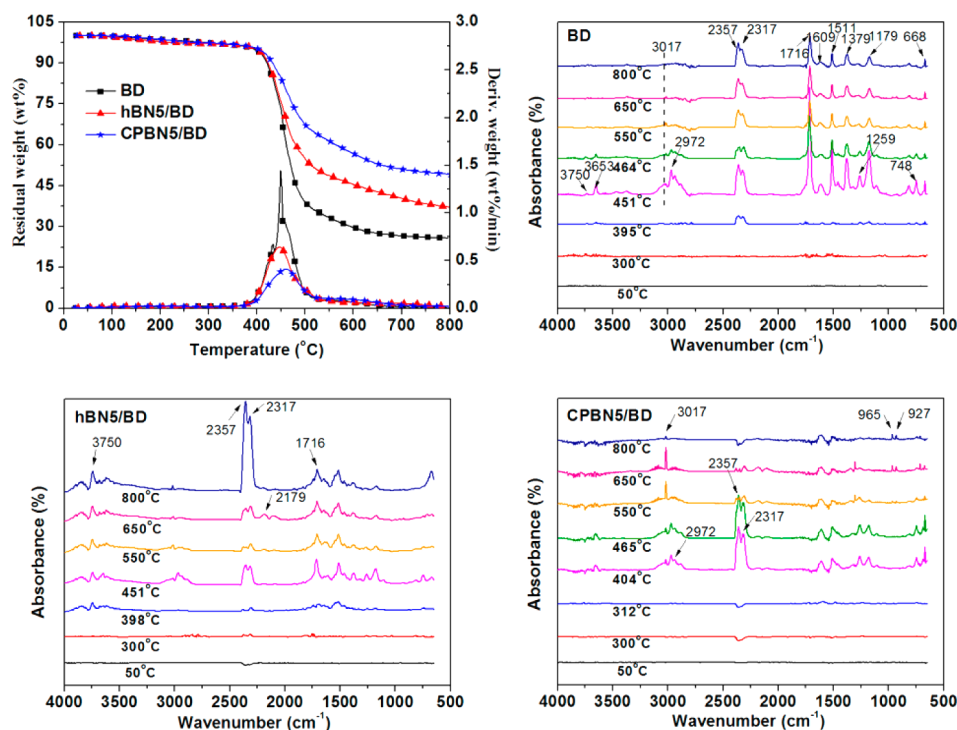 105
90
75
60
45
30
15
0
Residual weight (wt%)
BD
hBN5/BD
CPBN5/BD
3.0
2.5
2.0
1.5
1.0
0.5
0.0
Deriv. weight (wt%/min)
0 100 200 300 400 500 600 700 800
Temperature (°C)
BD
3017
2357
2317
1716
1609
1511
1379
1179
668
800°C
650°C
550°C
2972
1259
464°C
3750
3653
748
451°C
395°C
300°C
50°C
Absorbance (%)
4000 3500 3000 2500 2000 1500 1000 500
Wavenumber (cm-1)
hBN5/BD
2357
2317
3750
1716
800°C
2179
650°C
550°C
451°C
398°C
300°C
50°C
Absorbance (%)
4000 3500 3000 2500 2000 1500 1000 500
Wavenumber (cm-1)
CPBN5/BD
3017
965
927
800°C
2357
650°C
550°C
2317
465°C
2972
404°C
312°C
300°C
50°C
Absorbance (%)
4000 3500 3000 2500 2000 1500 1000 500
Wavenumber (cm-1)